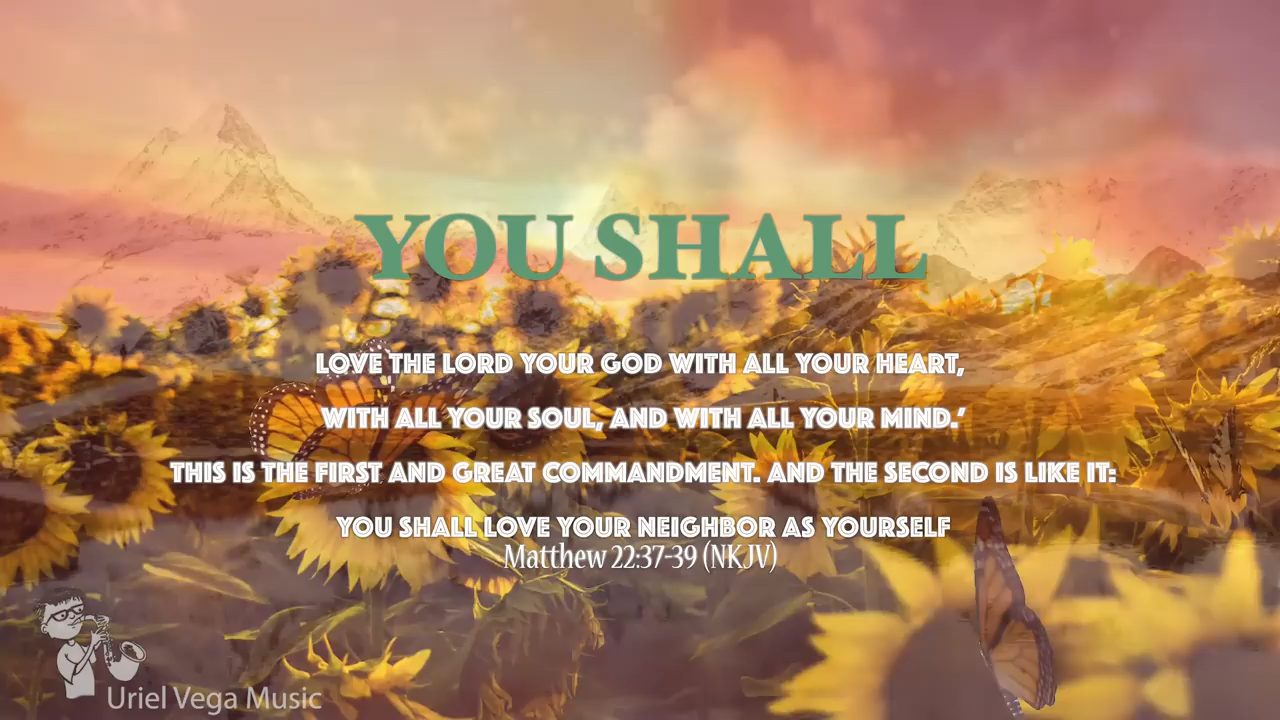 YOU SHALL
LOVE THE LORD YOUR GOD WITH ALL YOUR HEART,
WITH ALL YOUR SOUL, AND WITH ALL YOUR MIND.’
THIS IS THE FIRST AND GREAT COMMANDMENT. AND THE SECOND IS LIKE IT:
YOU SHALL LOVE YOUR NEIGHBOR AS YOURSELF
Matthew 22:37-39 (NKJV)
Uriel Vega Music